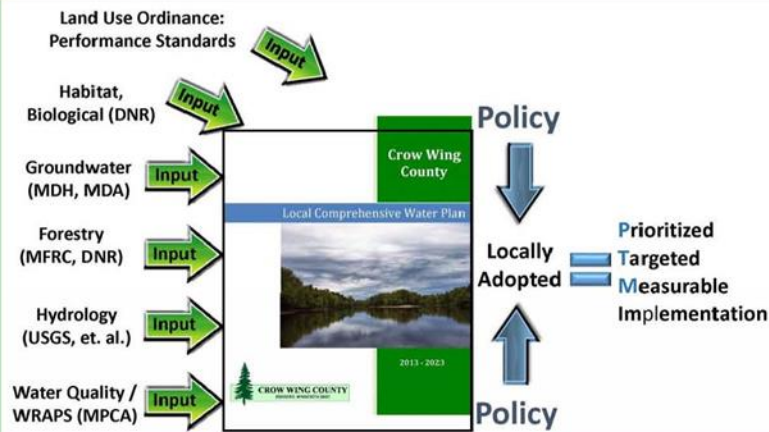 Land Use Ordinance:
Performance Standards
Input
Habitat,
Biological (DNR)
Input
Groundwater
(MDH, MDA)
Input
Forestry
(MFRC, DNR)
Input
Hydrology
(USGS, et. al.)
Input
Water Quality /
WRAPS (MPCA)
Input
Crow Wing
County
Local Comprehensive Water Plan
2013 - 2023
CROW WING COUNTY
Policy
Locally
Adopted
Policy
Prioritized
Targeted
Measurable
Implementation